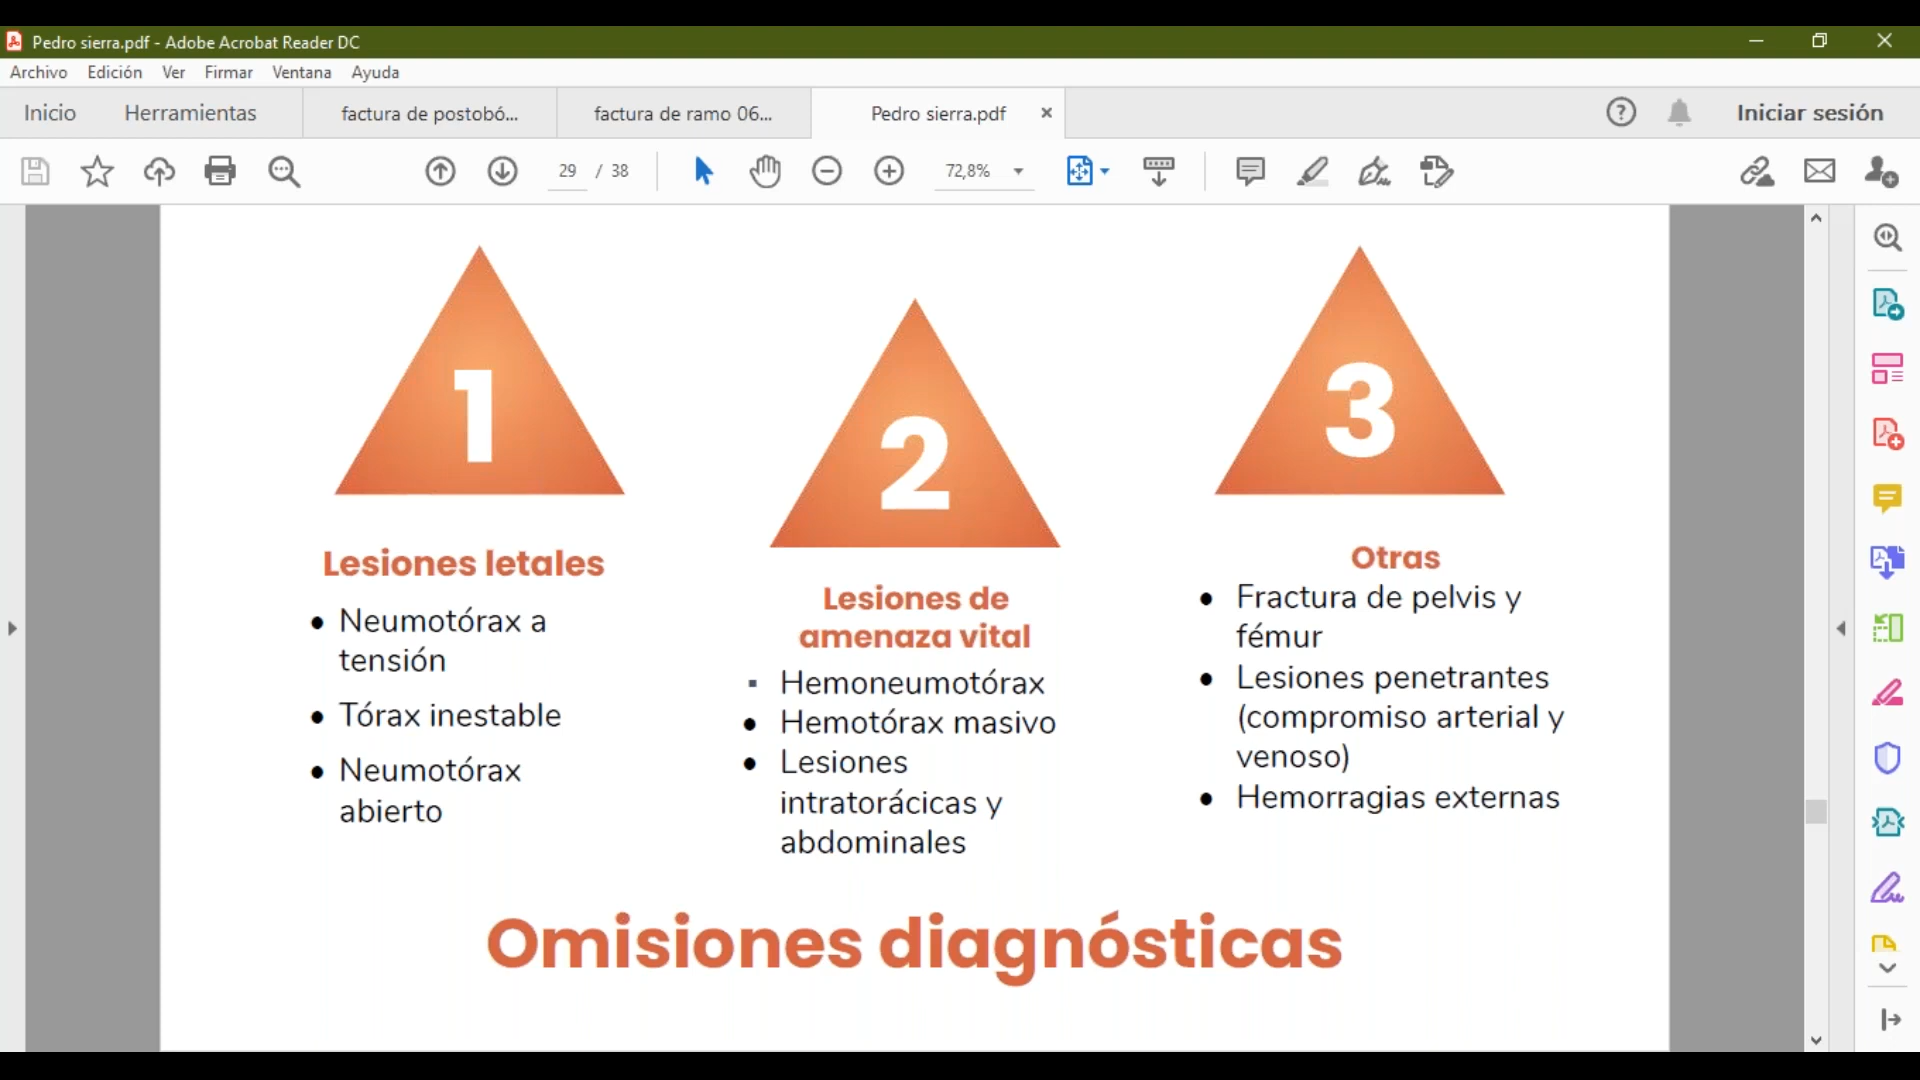 Pedro sierra.pdf - Adobe Acrobat Reader DC
Archivo Edición Ver Firmar Ventana Ayuda
Inicio Herramientas factura de postobó... factura de ramo 06... Pedro sierra.pdf Iniciar sesión
29 / 38 72,8%
1
2
3
Lesiones letales
Neumotórax a
tensión
Tórax inestable
Neumotórax
abierto
Lesiones de
amenaza vital
Hemoneumotórax
Hemotórax masivo
Lesiones
intratorácicas y
abdominales
Otras
Fractura de pelvis y
fémur
Lesiones penetrantes
(compromiso arterial y
venoso)
Hemorragias externas
Omisiones diagnósticas